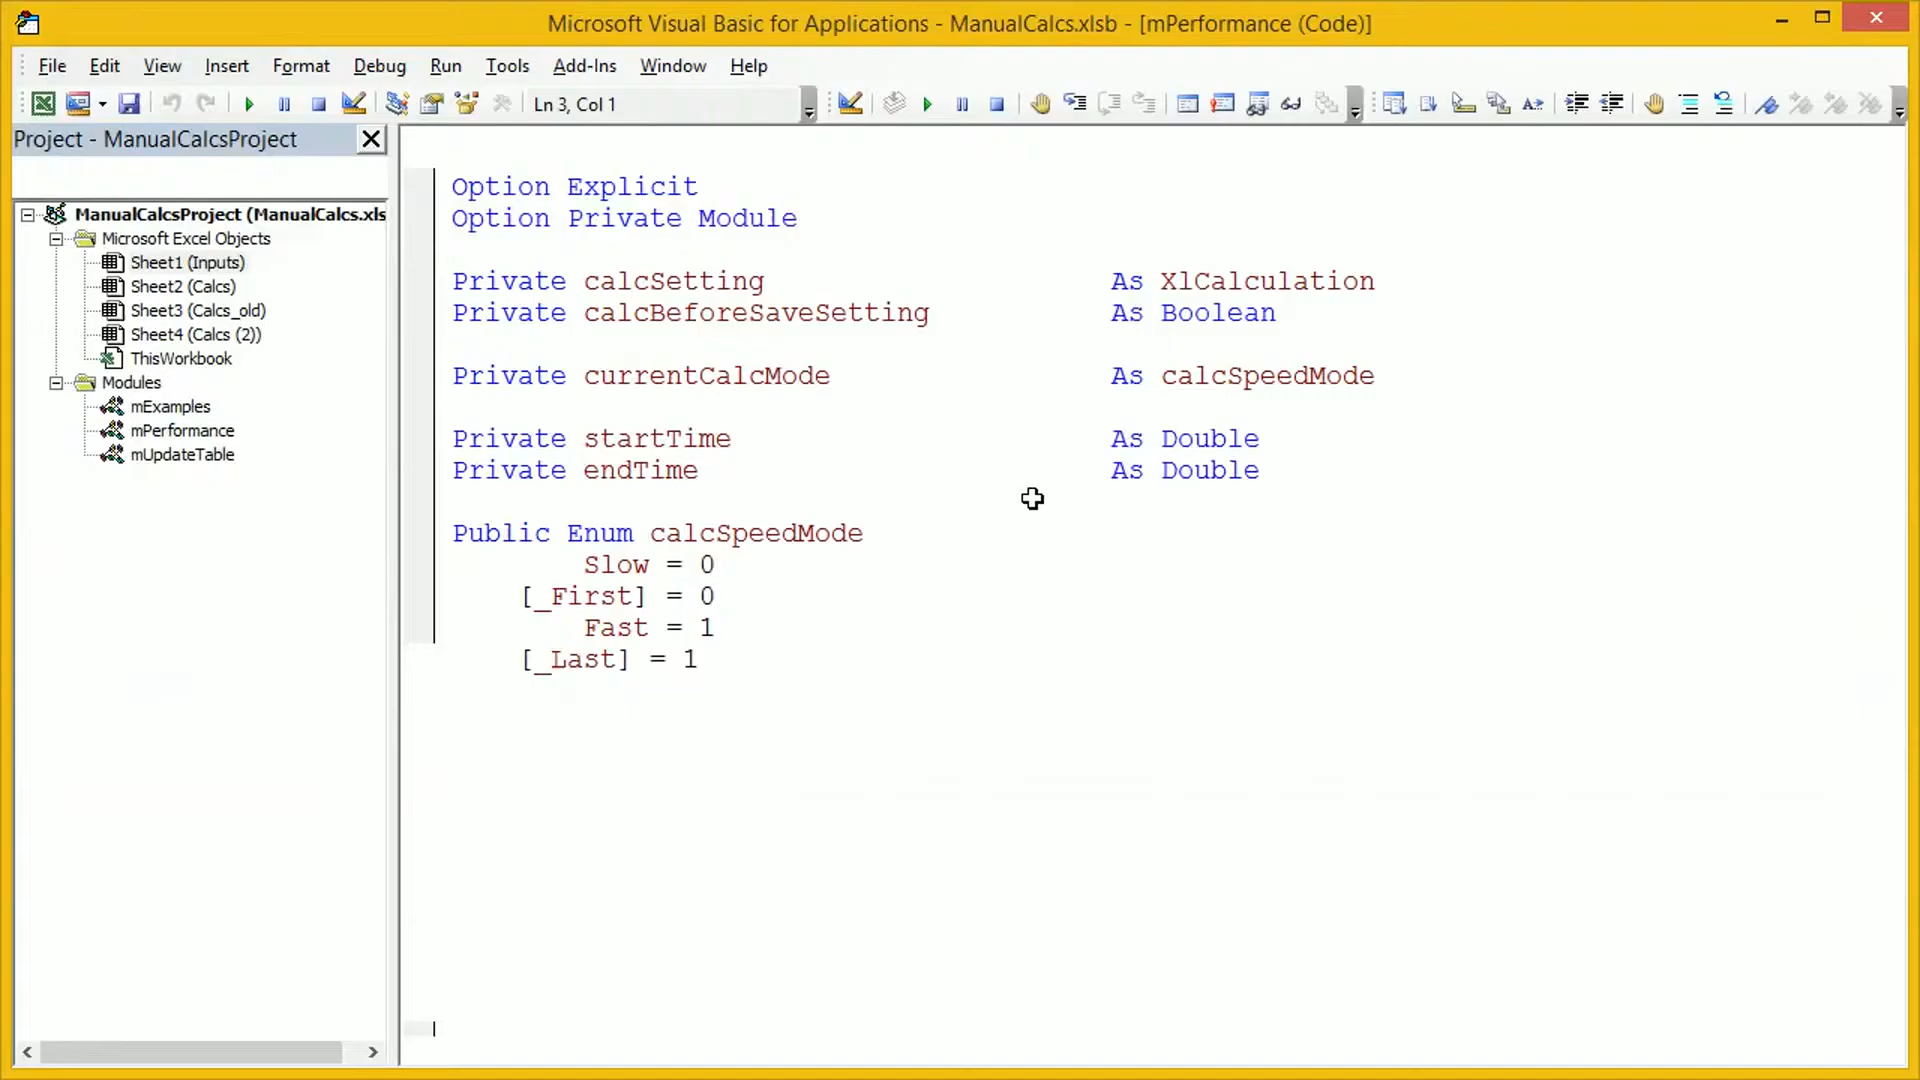 Microsoft Visual Basic for Applications - ManualCalcs.xlsb - [mPerformance (Code)]
File Edit View Insert Format Debug Run Tools Add-Ins Window Help
Ln 3, Col 1
Project - ManualCalcsProject
ManualCalcsProject (ManualCalcs.xls
Microsoft Excel Objects
Sheet1 (Inputs)
Sheet2 (Calcs)
Sheet3 (Calcs_old)
Sheet4 (Calcs (2))
ThisWorkbook
Modules
mExamples
mPerformance
mUpdateTable
Option Explicit
Option Private Module
Private calcSetting As XlCalculation
Private calcBeforeSaveSetting As Boolean
Private currentCalcMode As calcSpeedMode
Private startTime As Double
Private endTime As Double
Public Enum calcSpeedMode
Slow = 0
[_First] = 0
Fast = 1
[_Last] = 1